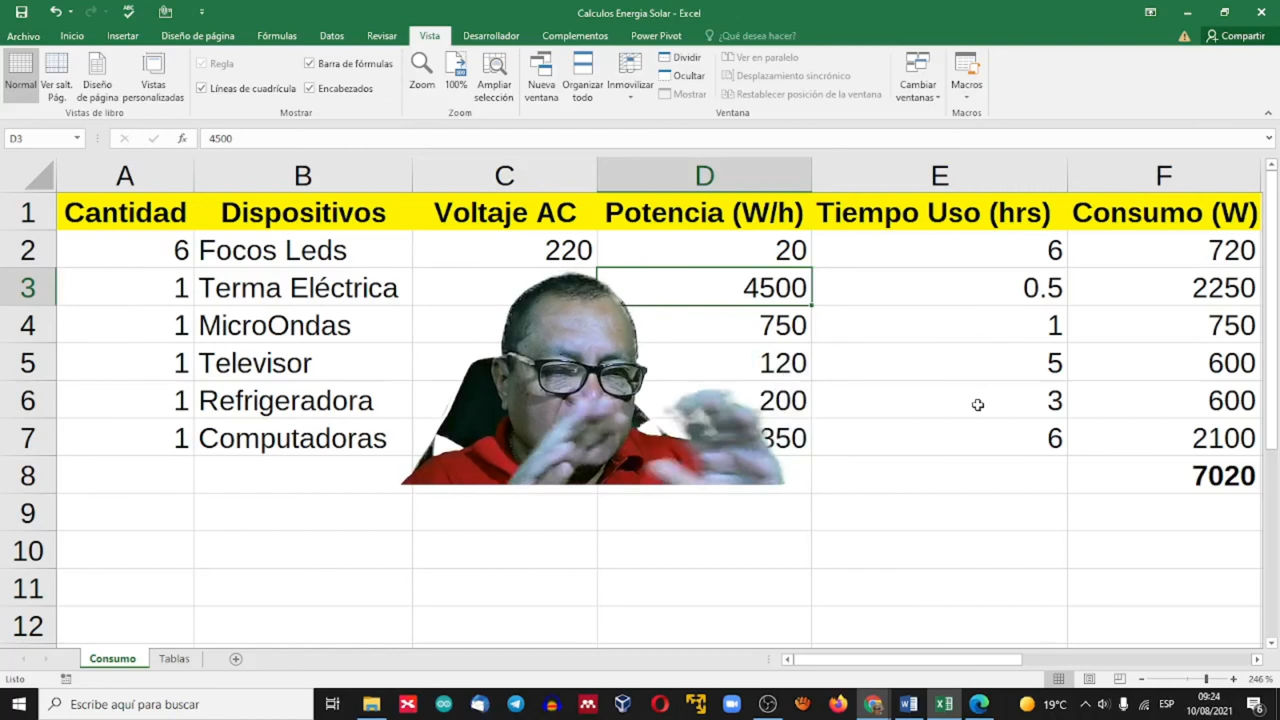 Calculos Energia Solar - Excel
Archivo Inicio Insertar Diseño de página Fórmulas Datos Revisar Vista Desarrollador Complementos Power Pivot ¿Qué desea hacer? Compartir
Normal Ver salt. Pág. Diseño de página Vistas personalizadas
Vistas de libro
Regla Barra de fórmulas
Líneas de cuadrícula Encabezados
Mostrar
Zoom 100% Ampliar selección
Zoom
Nueva ventana Organizar todo Inmovilizar
Dividir Ver en paralelo
Ocultar Desplazamiento sincrónico
Mostrar Restablecer posición de la ventana
Cambiar ventanas
Ventana
Macros
Macros
D3 fx 4500
A B C D E F
1 Cantidad Dispositivos Voltaje AC Potencia (W/h) Tiempo Uso (hrs) Consumo (W)
2 6 Focos Leds 220 20 6 720
3 1 Terma Eléctrica 4500 0.5 2250
4 1 MicroOndas 750 1 750
5 1 Televisor 120 5 600
6 1 Refrigeradora 200 3 600
7 1 Computadoras 350 6 2100
8 7020
9
10
11
12
Consumo Tablas
Listo 246 %
Escribe aquí para buscar 19°C ESP 09:24
10/08/2021 6